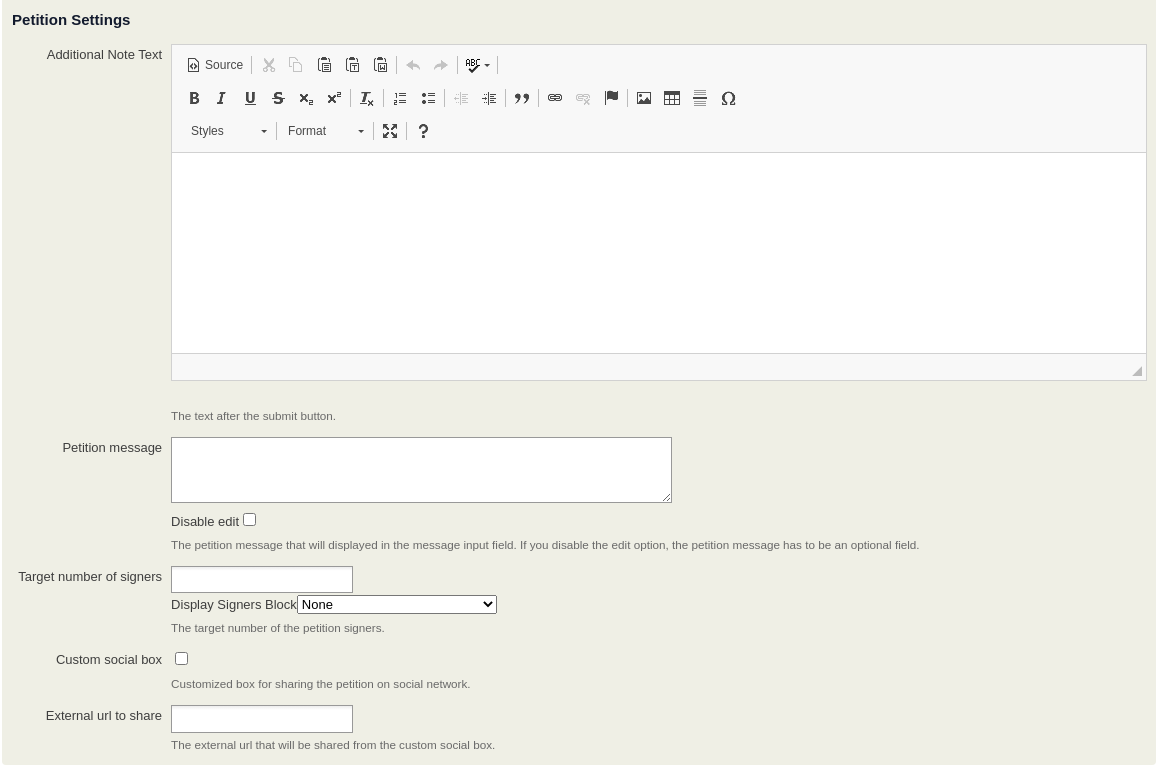 Petition Settings
Additional Note Text
Source
ABC
B I U S x₂ x² Tx
Styles Format ?
The text after the submit button.
Petition message
Disable edit
The petition message that will displayed in the message input field. If you disable the edit option, the petition message has to be an optional field.
Target number of signers
Display Signers Block None
The target number of the petition signers.
Custom social box
Customized box for sharing the petition on social network.
External url to share
The external url that will be shared from the custom social box.